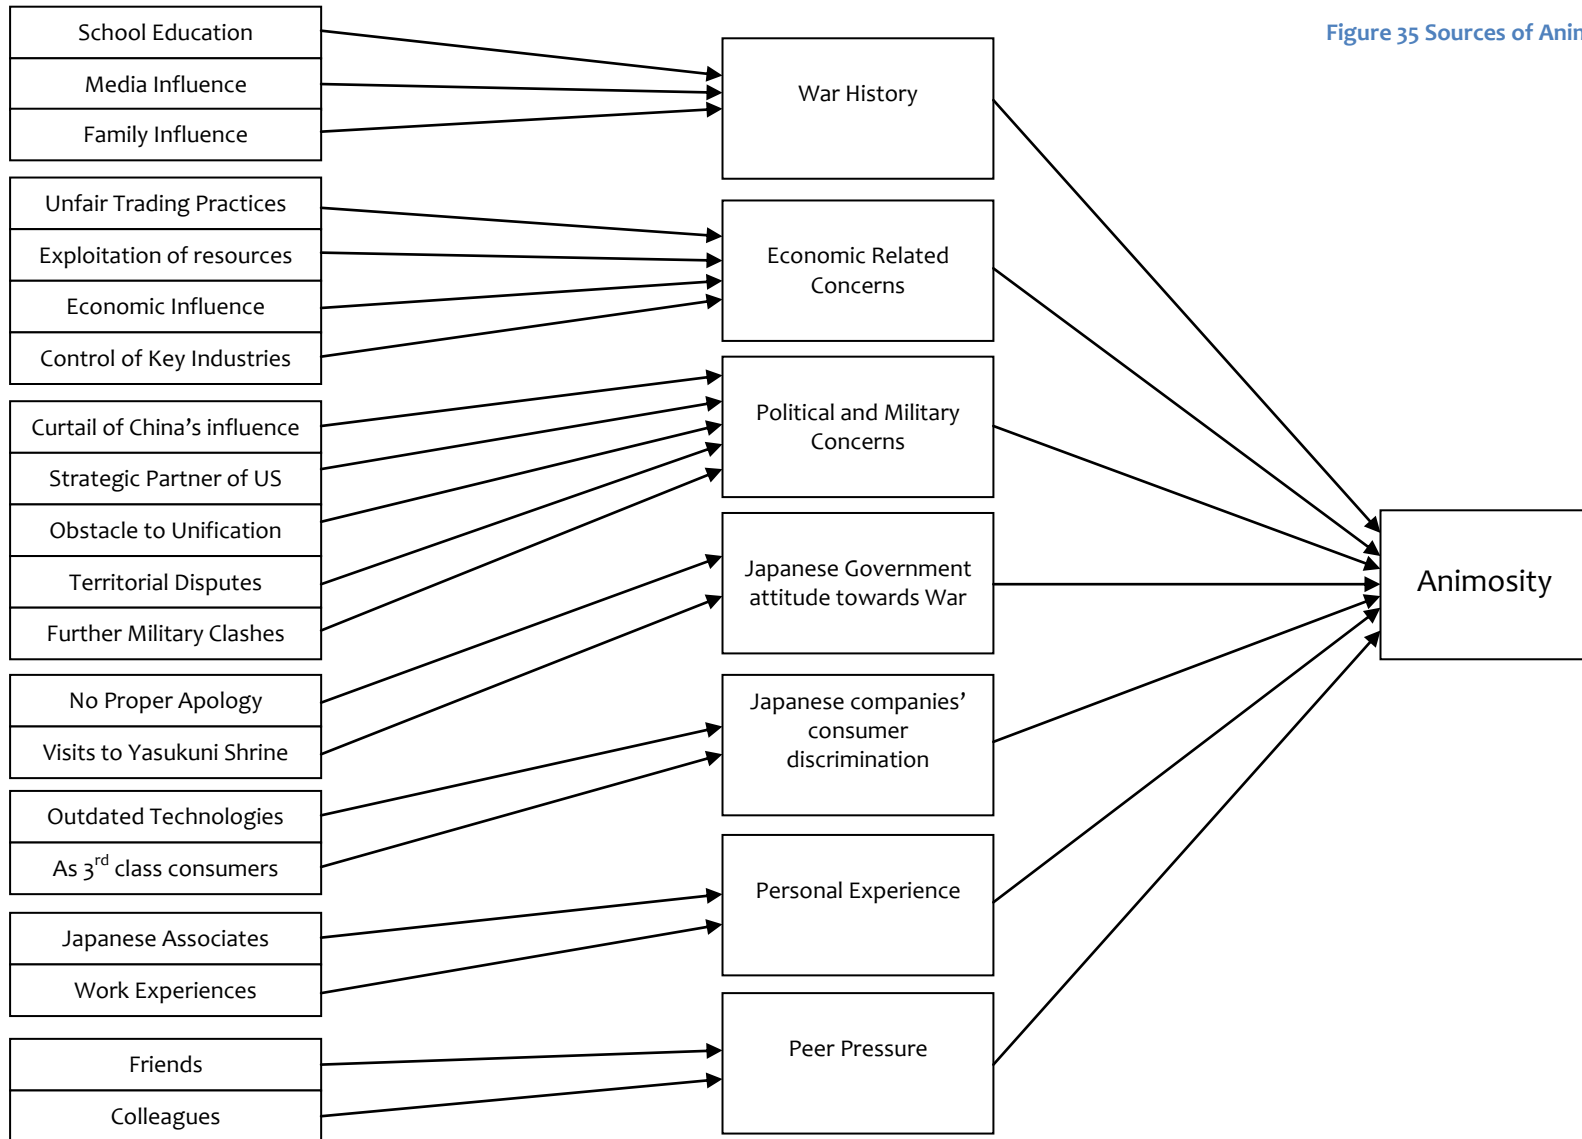 Figure 35 Sources of Anim
School Education
Media Influence
Family Influence
Unfair Trading Practices
Exploitation of resources
Economic Influence
Control of Key Industries
Curtail of China’s influence
Strategic Partner of US
Obstacle to Unification
Territorial Disputes
Further Military Clashes
No Proper Apology
Visits to Yasukuni Shrine
Outdated Technologies
As 3rd class consumers
Japanese Associates
Work Experiences
Friends
Colleagues
War History
Economic Related
Concerns
Political and Military
Concerns
Japanese Government
attitude towards War
Japanese companies’
consumer
discrimination
Personal Experience
Peer Pressure
Animosity